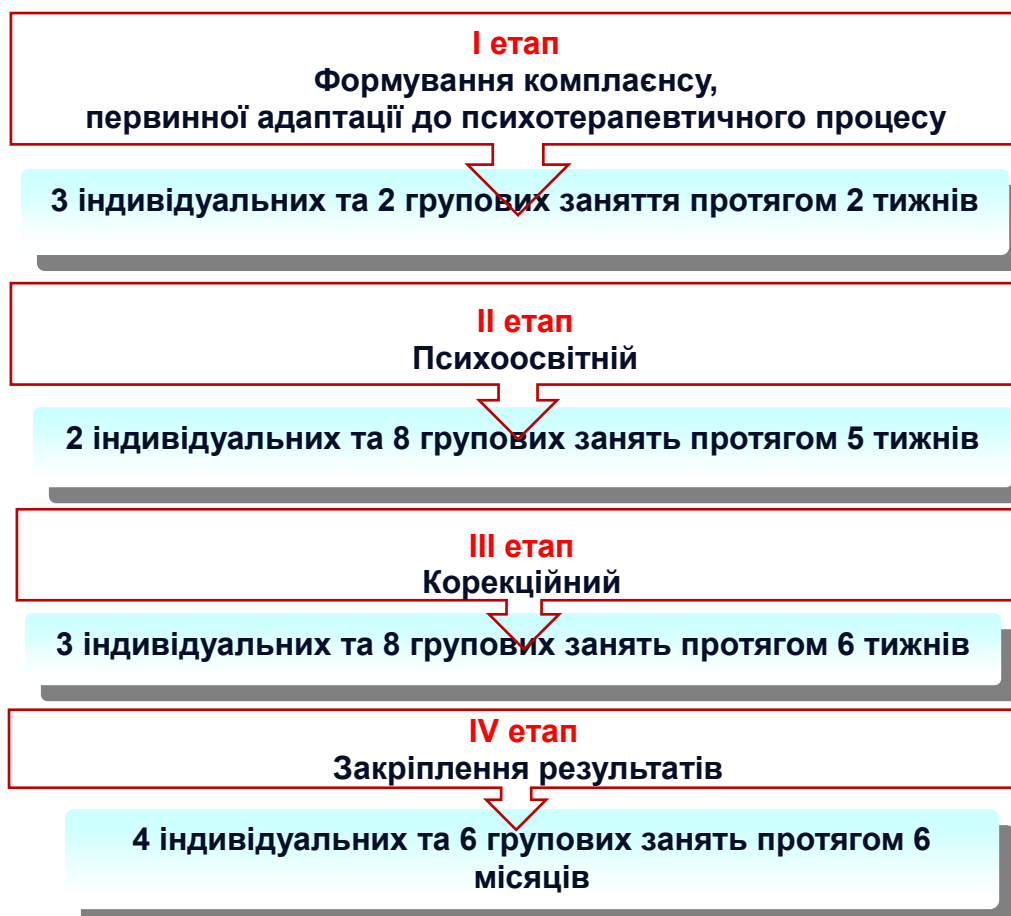 І етап
Формування комплаєнсу,
первинної адаптації до психотерапевтичного процесу
3 індивідуальних та 2 групових заняття протягом 2 тижнів
ІІ етап
Психоосвітній
2 індивідуальних та 8 групових занять протягом 5 тижнів
ІІІ етап
Корекційний
3 індивідуальних та 8 групових занять протягом 6 тижнів
IV етап
Закріплення результатів
4 індивідуальних та 6 групових занять протягом 6
місяців